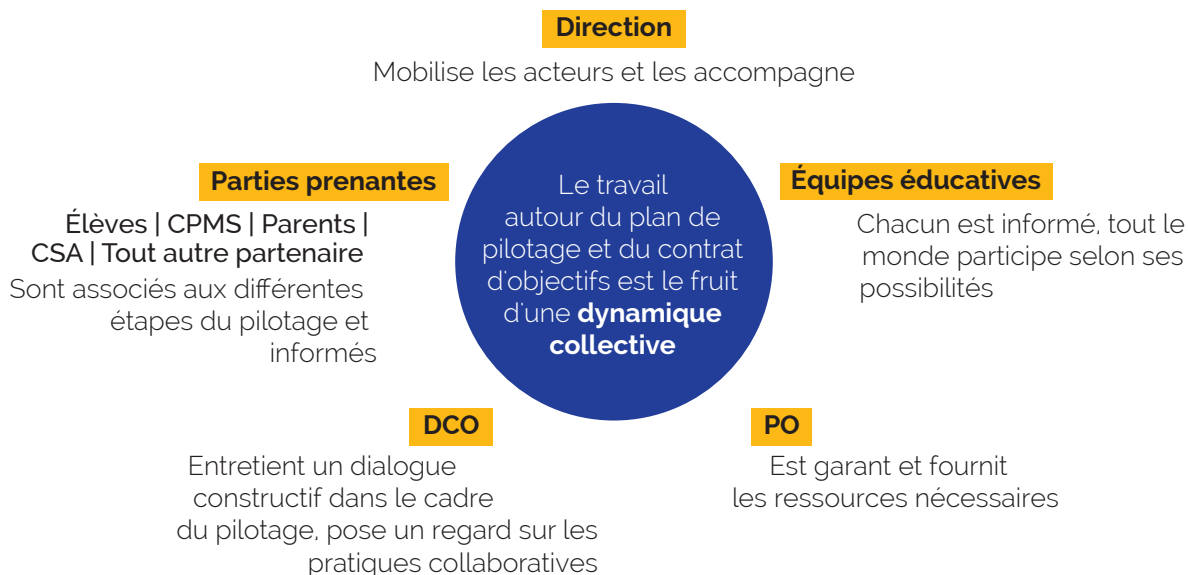 Direction
Mobilise les acteurs et les accompagne
Parties prenantes
Élèves | CPMS | Parents |
CSA | Tout autre partenaire
Sont associés aux différentes
étapes du pilotage et
informés
Le travail
autour du plan de
pilotage et du contrat
d'objectifs est le fruit
d'une dynamique
collective
Équipes éducatives
Chacun est informé, tout le
monde participe selon ses
possibilités
DCO
Entretient un dialogue
constructif dans le cadre
du pilotage, pose un regard sur les
pratiques collaboratives
PO
Est garant et fournit
les ressources nécessaires